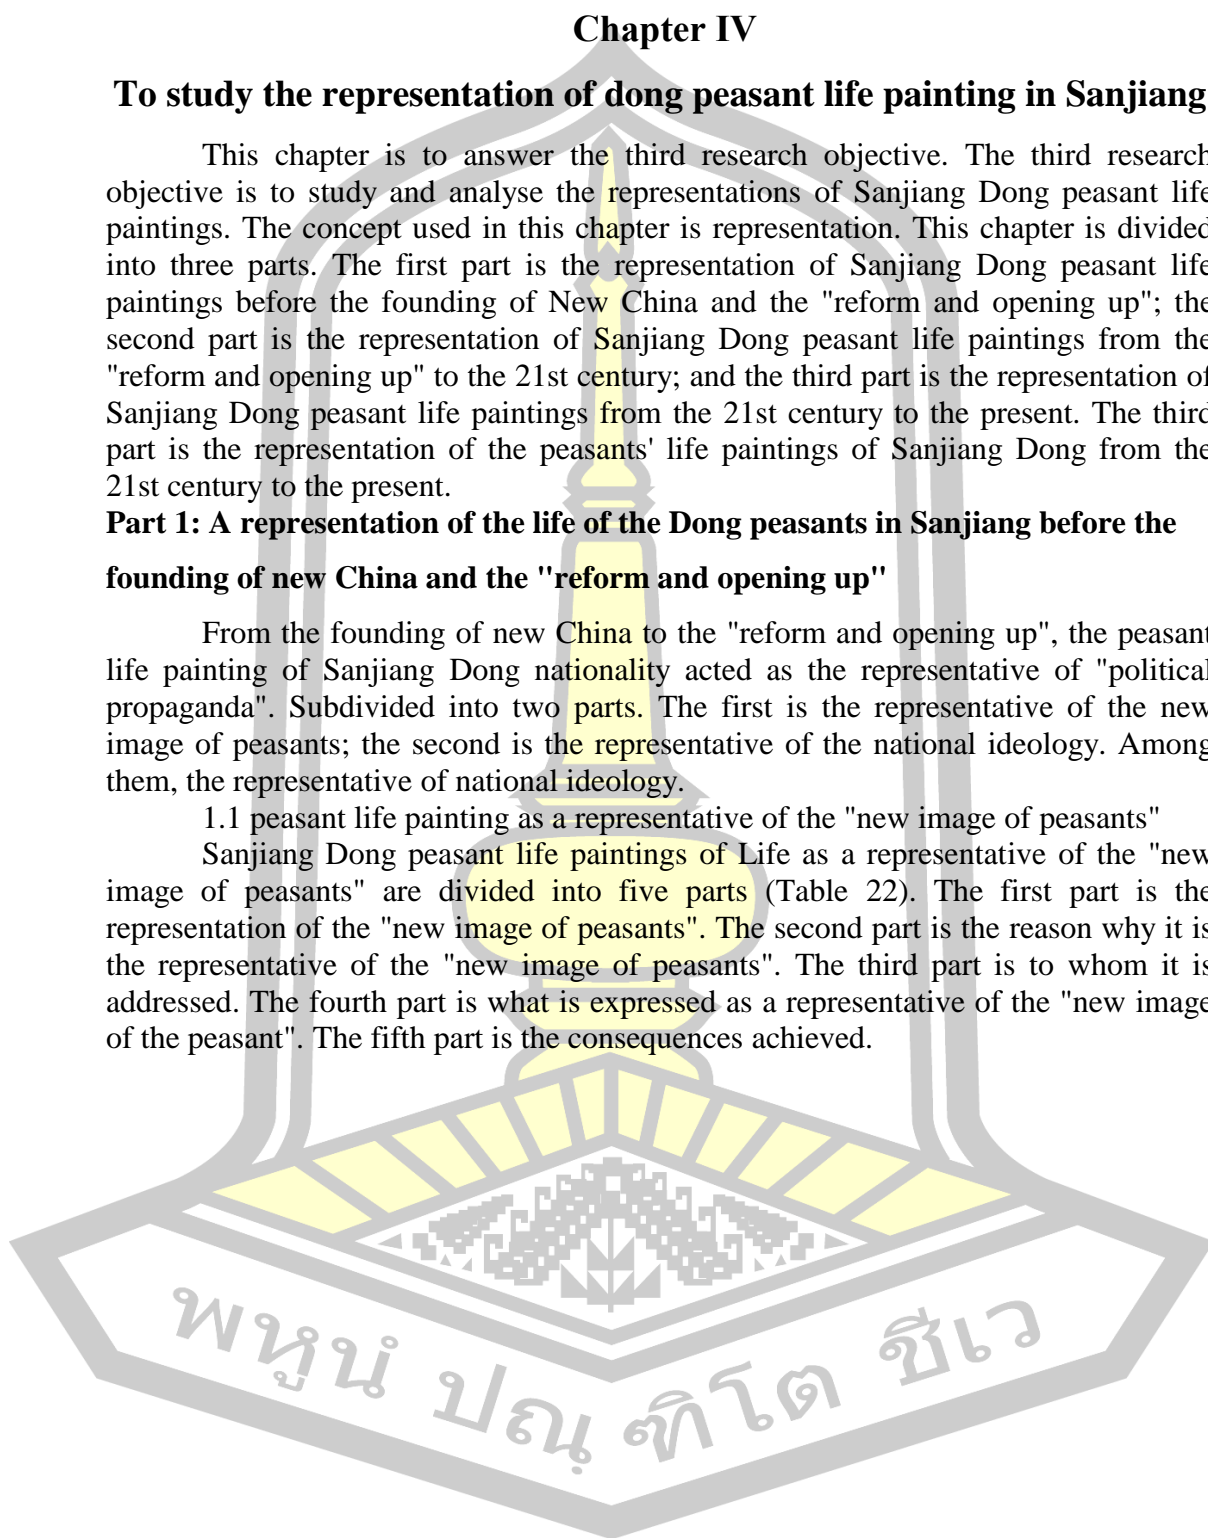 Chapter IV
To study the representation of dong peasant life painting in Sanjiang
This chapter is to answer the third research objective. The third research
objective is to study and analyse the representations of Sanjiang Dong peasant life
paintings. The concept used in this chapter is representation. This chapter is divided
into three parts. The first part is the representation of Sanjiang Dong peasant life
paintings before the founding of New China and the "reform and opening up"; the
second part is the representation of Sanjiang Dong peasant life paintings from the
"reform and opening up" to the 21st century; and the third part is the representation of
Sanjiang Dong peasant life paintings from the 21st century to the present. The third
part is the representation of the peasants' life paintings of Sanjiang Dong from the
21st century to the present.
Part 1: A representation of the life of the Dong peasants in Sanjiang before the
founding of new China and the "reform and opening up"
From the founding of new China to the "reform and opening up", the peasant
life painting of Sanjiang Dong nationality acted as the representative of "political
propaganda". Subdivided into two parts. The first is the representative of the new
image of peasants; the second is the representative of the national ideology. Among
them, the representative of national ideology.
1.1 peasant life painting as a representative of the "new image of peasants"
Sanjiang Dong peasant life paintings of Life as a representative of the "new
image of peasants" are divided into five parts (Table 22). The first part is the
representation of the "new image of peasants". The second part is the reason why it is
the representative of the "new image of peasants". The third part is to whom it is
addressed. The fourth part is what is expressed as a representative of the "new image
of the peasant". The fifth part is the consequences achieved.
พหูนํ ปณฺฑิโต ชีเว